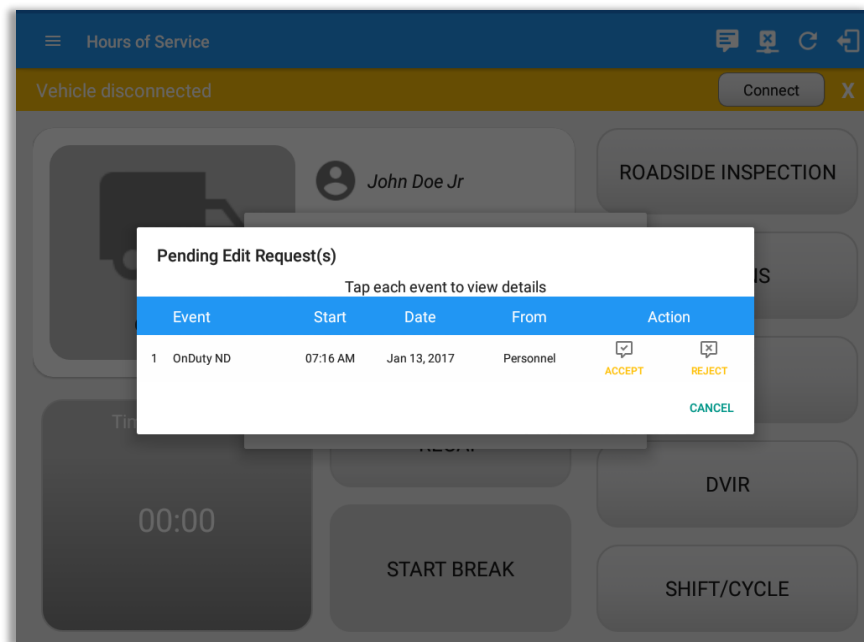 Hours of Service
Vehicle disconnected
Connect
X
John Doe Jr
ROADSIDE INSPECTION
Pending Edit Request(s)
Tap each event to view details
Event Start Date From Action
1 OnDuty ND 07:16 AM Jan 13, 2017 Personnel
ACCEPT REJECT
CANCEL
DVIR
00:00
START BREAK
SHIFT/CYCLE